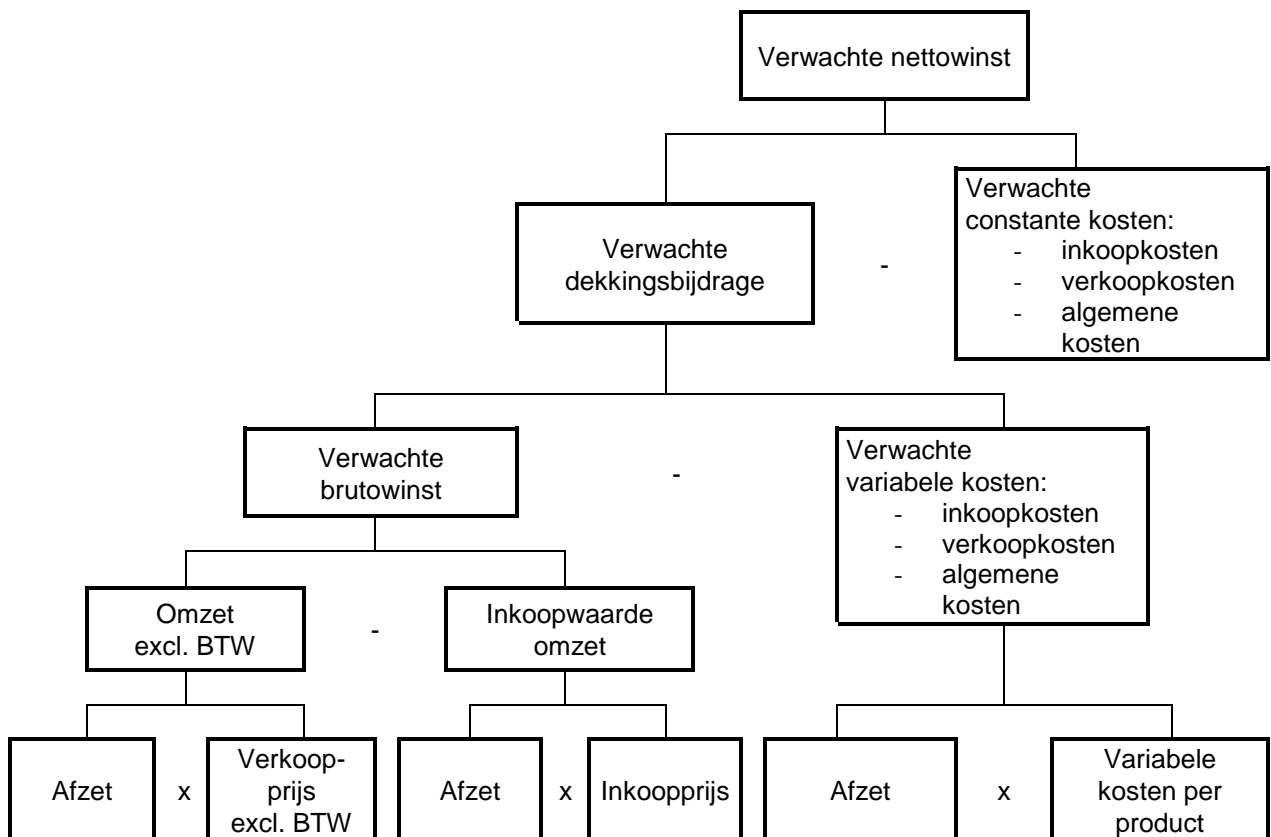 Verwachte nettowinst
Verwachte
constante kosten:
- inkoopkosten
- verkoopkosten
- algemene
kosten
Verwachte
dekkingsbijdrage
-
Verwachte
brutowinst
-
Verwachte
variabele kosten:
- inkoopkosten
- verkoopkosten
- algemene
kosten
Omzet
excl. BTW
-
Inkoopwaarde
omzet
Afzet
x
Verkoop-
prijs
excl. BTW
Afzet
x
Inkoopprijs
Afzet
x
Variabele
kosten per
product